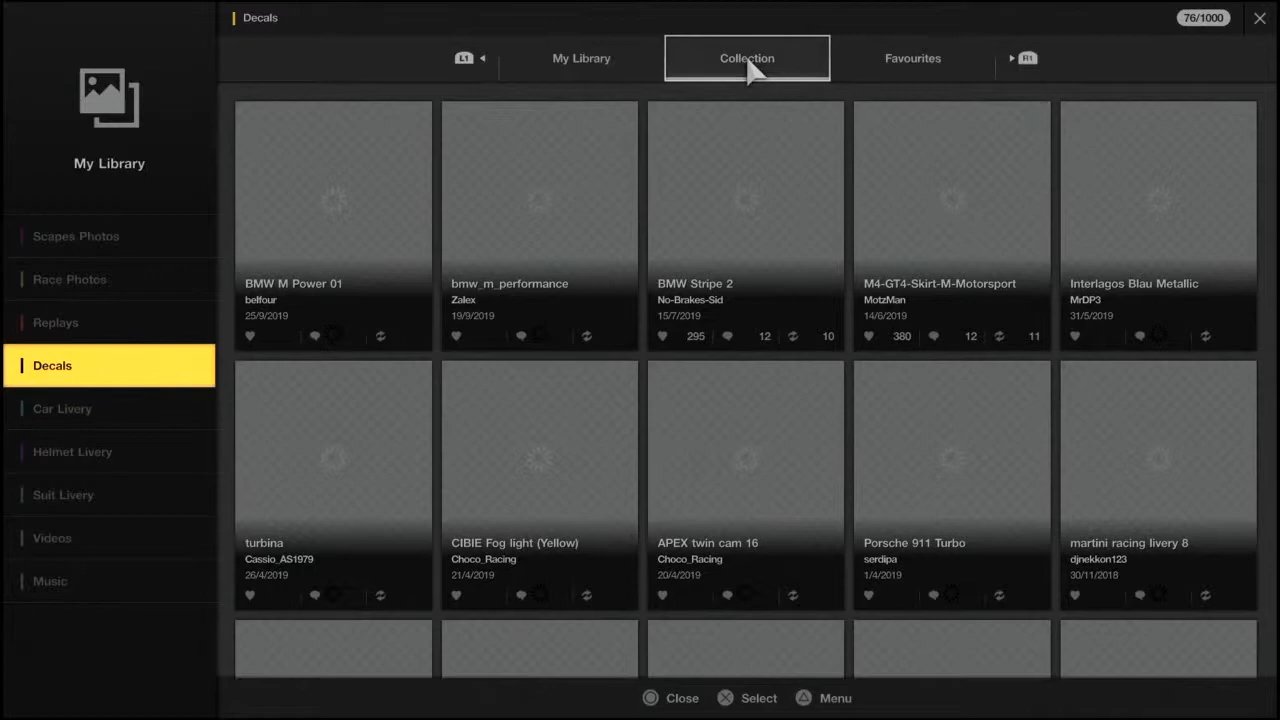 Decals
76/1000
L1
My Library
Collection
Favourites
R1
My Library
Scapes Photos
Race Photos
Replays
Decals
Car Livery
Helmet Livery
Suit Livery
Videos
Music
BMW M Power 01
belfour
25/9/2019
bmw_m_performance
Zalex
19/9/2019
BMW Stripe 2
No-Brakes-Sid
15/7/2019
295 12 10
M4-GT4-Skirt-M-Motorsport
MotzMan
14/6/2019
380 12 11
Interlagos Blau Metallic
MrDP3
31/5/2019
turbina
Cassio_AS1979
26/4/2019
CIBIE Fog light (Yellow)
Choco_Racing
21/4/2019
APEX twin cam 16
Choco_Racing
20/4/2019
Porsche 911 Turbo
serdipa
1/4/2019
martini racing livery 8
djnekkon123
30/11/2018
Close
Select
Menu